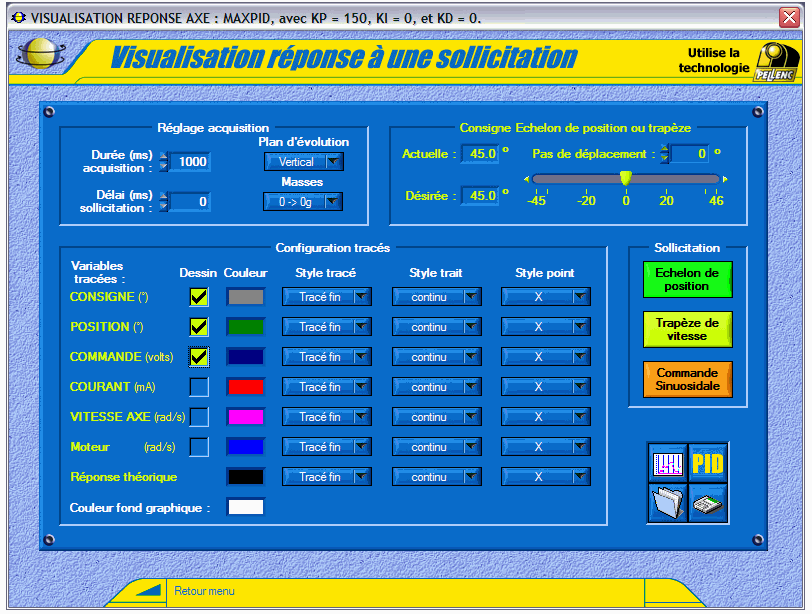 VISUALISATION REPONSE AXE : MAXPID, avec KP = 150, KI = 0, et KD = 0.
Visualisation réponse à une sollicitation
Utilise la
technologie
PELLENC
Réglage acquisition
Durée (ms)
acquisition :
1000
Délai (ms)
sollicitation :
0
Plan d'évolution
Vertical
Masses
0 -> 0g
Consigne Echelon de position ou trapèze
Actuelle : 45.0 °
Pas de déplacement : 0 °
Désirée : 45.0 °
-45 -20 0 20 46
Configuration tracés
Variables
tracées :
Dessin Couleur Style tracé Style trait Style point
CONSIGNE (°) Tracé fin continu X
POSITION (°) Tracé fin continu X
COMMANDE (volts) Tracé fin continu X
COURANT (mA) Tracé fin continu X
VITESSE AXE (rad/s) Tracé fin continu X
Moteur (rad/s) Tracé fin continu X
Réponse théorique Tracé fin continu X
Couleur fond graphique :
Sollicitation
Echelon de
position
Trapèze de
vitesse
Commande
Sinuosidale
PID
Retour menu